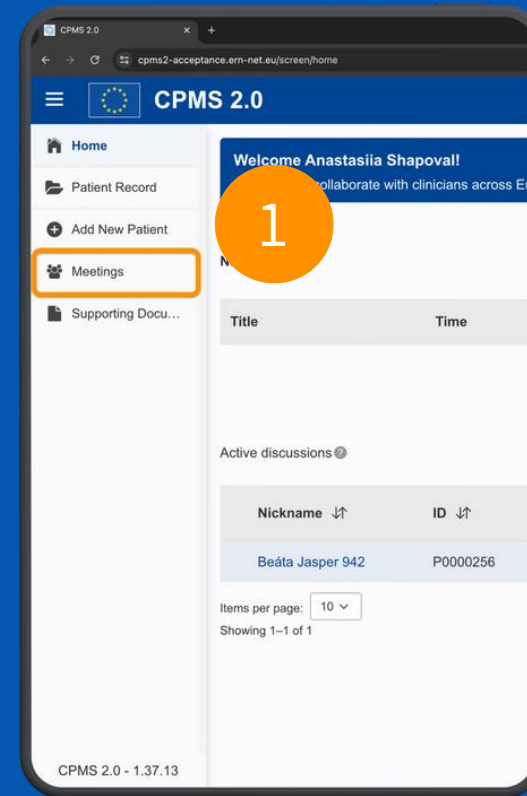 CPMS 2.0
cpms2-acceptance.ern-net.eu/screen/home
CPMS 2.0
Home
Patient Record
Add New Patient
Meetings
Supporting Docu...
CPMS 2.0 - 1.37.13
Welcome Anastasiia Shapoval!
ollaborate with clinicians across E
1
N
Title Time
Active discussions
Nickname ID
Beáta Jasper 942 P0000256
Items per page: 10
Showing 1–1 of 1